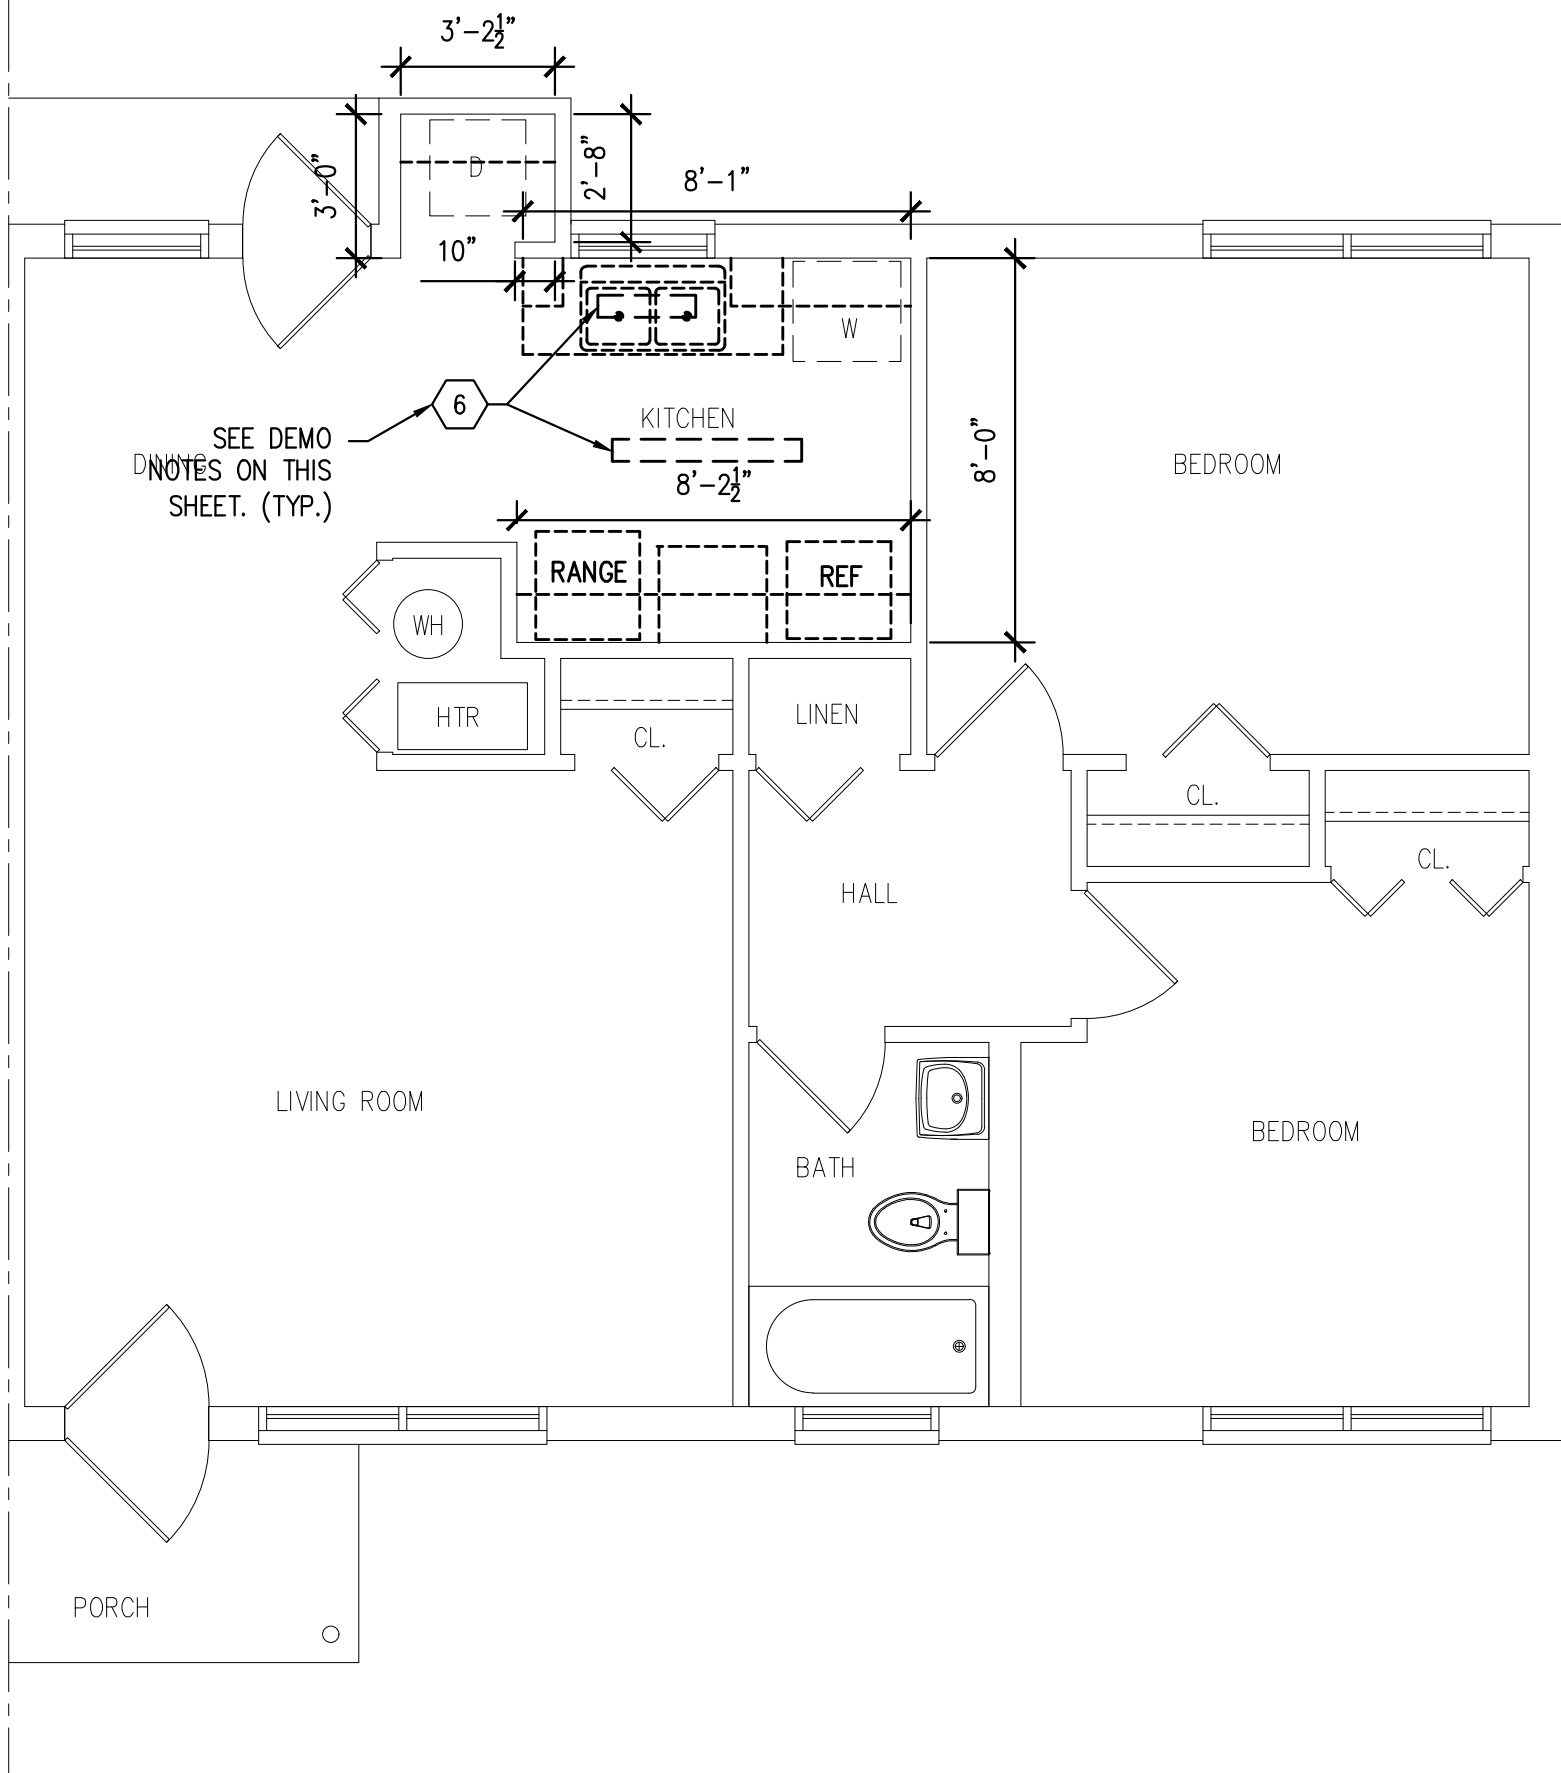 3'-2½"
3'-0"
D
2'-8"
8'-1"
10"
W
6
KITCHEN
SEE DEMO
NOTES ON THIS
SHEET. (TYP.)
DINING
8'-2½"
8'-0"
BEDROOM
RANGE
REF
WH
HTR
CL.
LINEN
CL.
CL.
HALL
LIVING ROOM
BEDROOM
BATH
PORCH